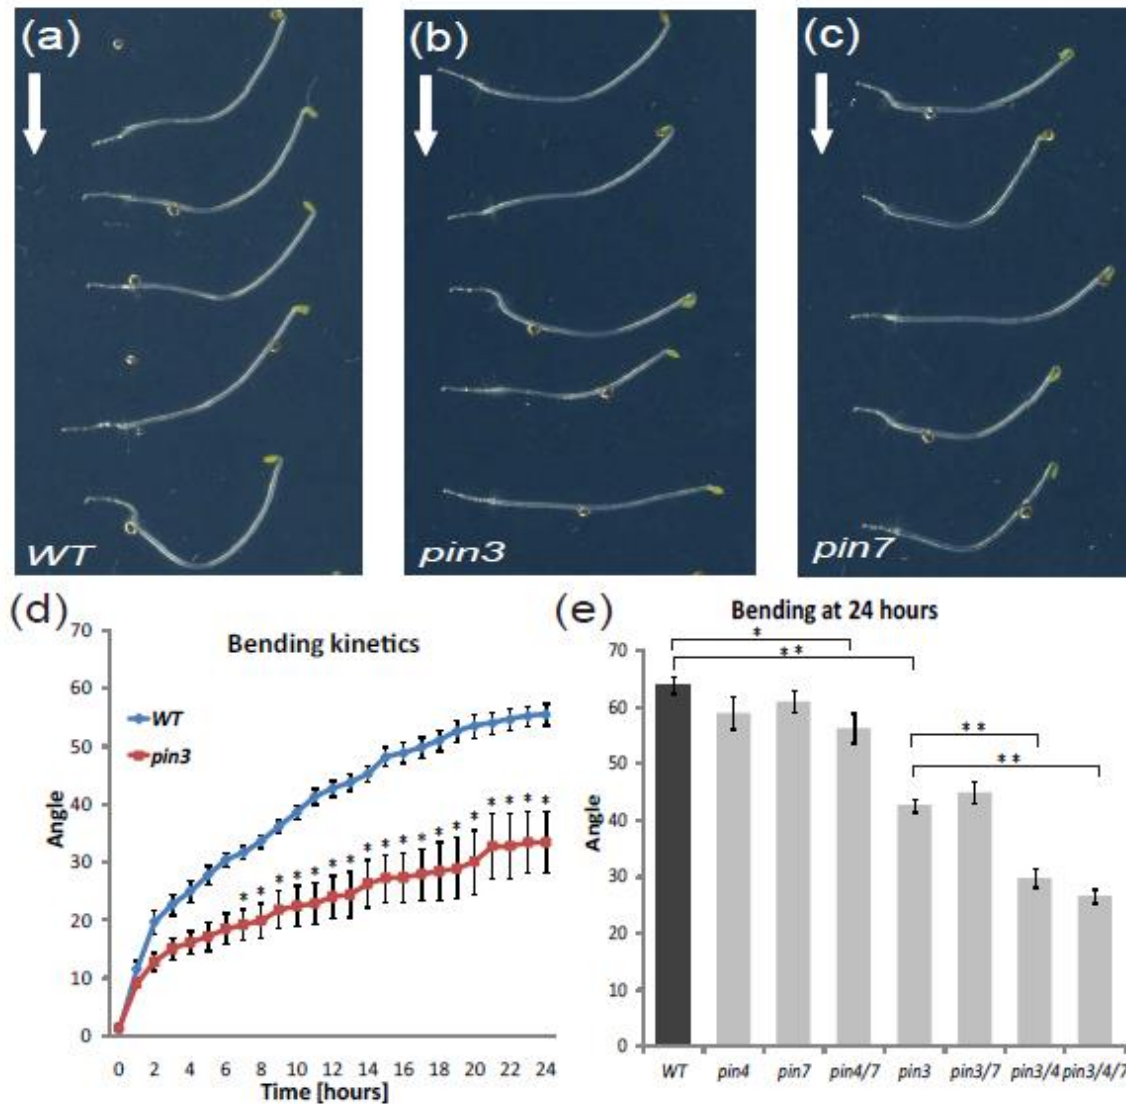 (a)
(b)
(c)
WT
pin3
pin7
(d)
Bending kinetics
70
60
50
40
30
20
10
0
Angle
WT
pin3
* * * * * * * * * * * * * * * * * *
0 2 4 6 8 10 12 14 16 18 20 22 24
Time [hours]
(e)
Bending at 24 hours
*
**
**
**
70
60
50
40
30
20
10
0
Angle
WT pin4 pin7 pin4/7 pin3 pin3/7 pin3/4 pin3/4/7